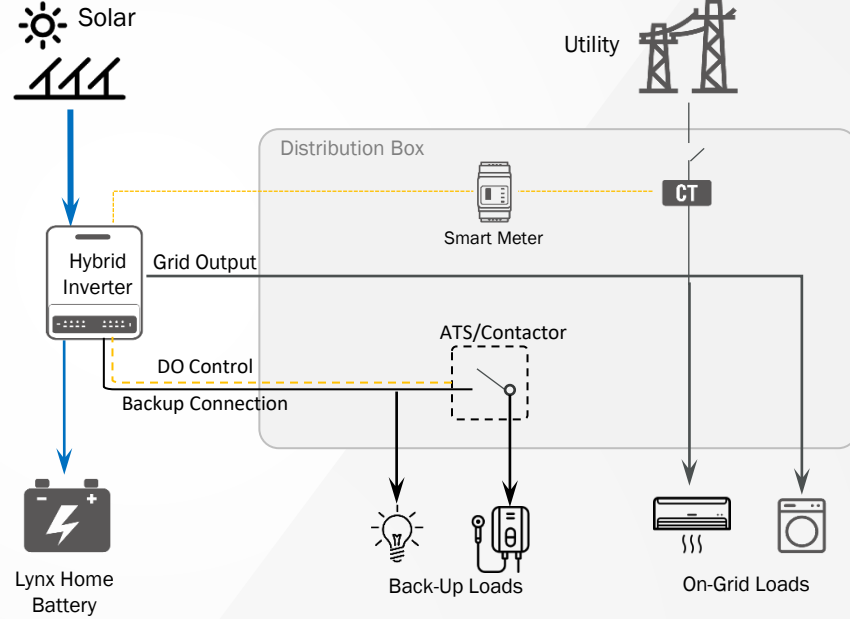 Solar
Utility
Distribution Box
CT
Smart Meter
Hybrid
Inverter
Grid Output
ATS/Contactor
DO Control
Backup Connection
Lynx Home
Battery
Back-Up Loads
On-Grid Loads